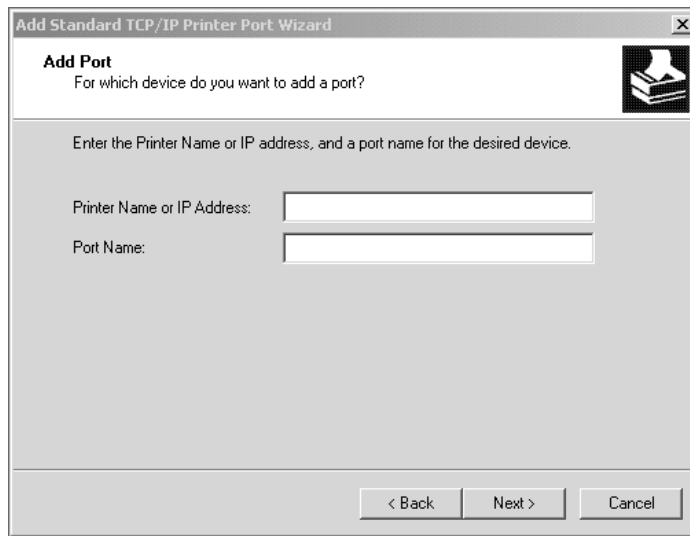 Add Standard TCP/IP Printer Port Wizard
Add Port
For which device do you want to add a port?
Enter the Printer Name or IP address, and a port name for the desired device.
Printer Name or IP Address:
Port Name:
< Back Next > Cancel